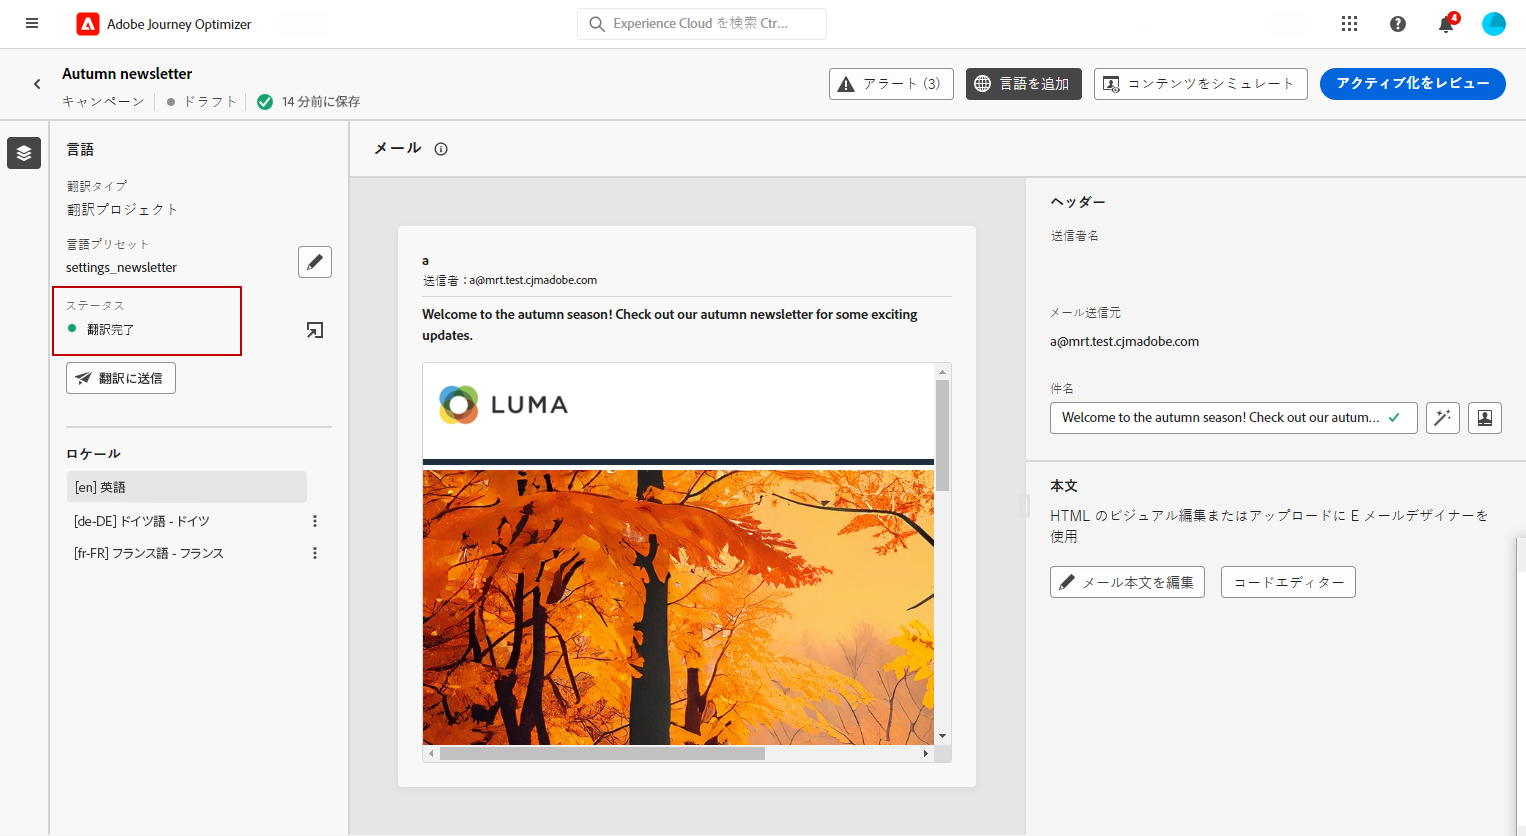 Adobe Journey Optimizer
Experience Cloud を検索 Ctr...
4
Autumn newsletter
キャンペーン
ドラフト
14 分前に保存
アラート (3)
言語を追加
コンテンツをシミュレート
アクティブ化をレビュー
言語
翻訳タイプ
翻訳プロジェクト
言語プリセット
settings_newsletter
ステータス
翻訳完了
翻訳に送信
ロケール
[en] 英語
[de-DE] ドイツ語 - ドイツ
[fr-FR] フランス語 - フランス
メール
a
送信者 : a@mrt.test.cjmadobe.com
Welcome to the autumn season! Check out our autumn newsletter for some exciting
updates.
LUMA
ヘッダー
送信者名
メール送信元
a@mrt.test.cjmadobe.com
件名
Welcome to the autumn season! Check out our autum...
本文
HTML のビジュアル編集またはアップロードに E メールデザイナーを
使用
メール本文を編集
コードエディター